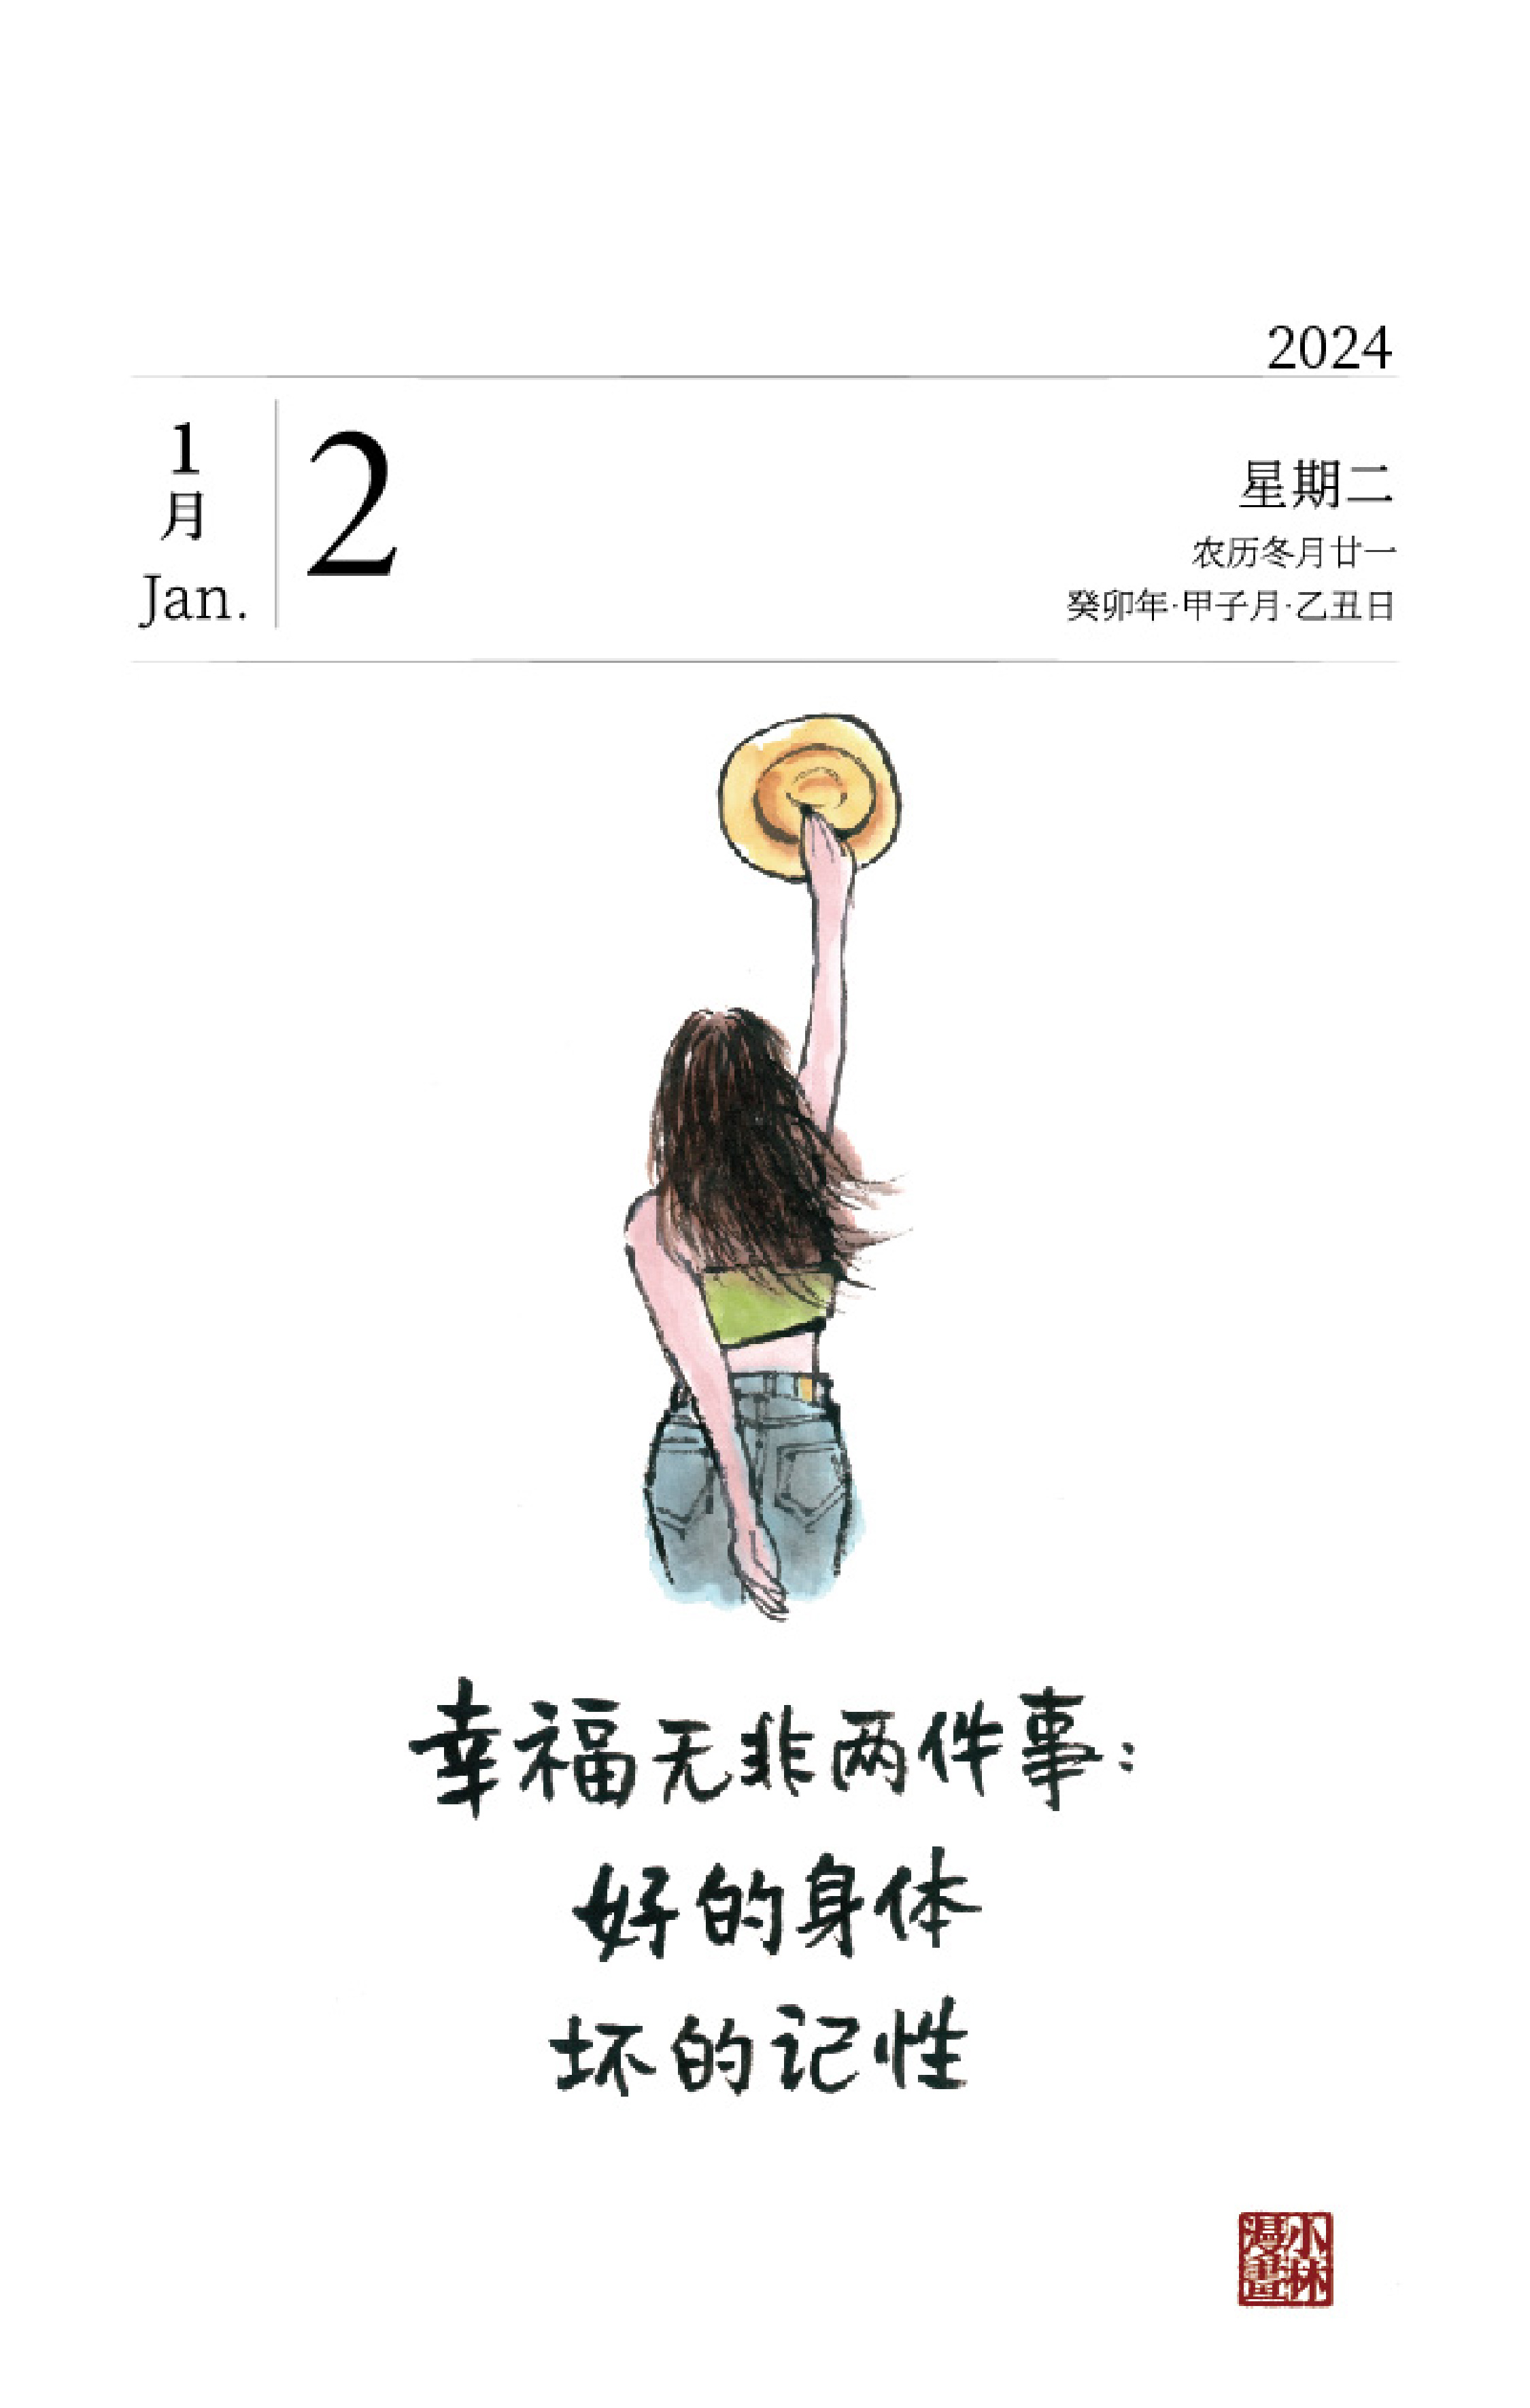 2024
1
月
Jan.
2
星期二
农历冬月廿一
癸卯年·甲子月·乙丑日
幸福无非两件事：
好的身体
坏的记性
小林
漫畫